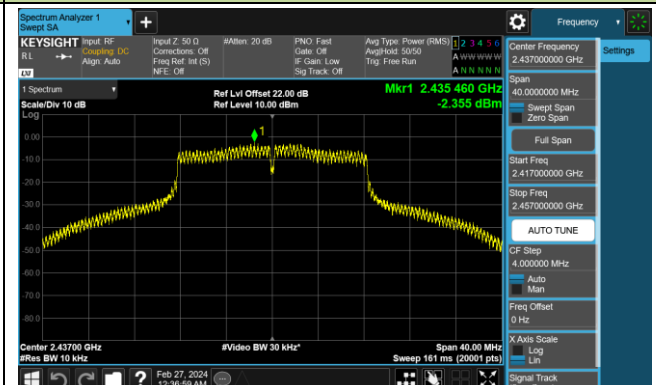 Spectrum Analyzer 1
Swept SA
+
Frequency
KEYSIGHT
RL
Input: RF
Coupling: DC
Align: Auto
Input Z: 50 Ω
Corrections: Off
Freq Ref: Int (S)
NFE: Off
#Atten: 20 dB
PNO: Fast
Gate: Off
IF Gain: Low
Sig Track: Off
Avg Type: Power (RMS)
Avg|Hold: 50/50
Trig: Free Run
1 2 3 4 5 6
A W W W W W
A N N N N N
LXI
1 Spectrum
Scale/Div 10 dB
Log
Ref Lvl Offset 22.00 dB
Ref Level 10.00 dBm
Mkr1 2.435 460 GHz
-2.355 dBm
1
0.00
-10.0
-20.0
-30.0
-40.0
-50.0
-60.0
-70.0
-80.0
Center 2.43700 GHz
#Res BW 10 kHz
#Video BW 30 kHz*
Span 40.00 MHz
Sweep 161 ms (20001 pts)
?
Feb 27, 2024
12:36:59 AM
Center Frequency
2.437000000 GHz
Span
40.0000000 MHz
Swept Span
Zero Span
Full Span
Start Freq
2.417000000 GHz
Stop Freq
2.457000000 GHz
AUTO TUNE
CF Step
4.000000 MHz
Auto
Man
Freq Offset
0 Hz
X Axis Scale
Log
Lin
Signal Track
Settings